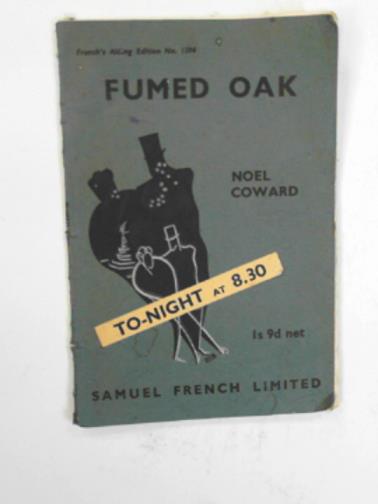 French's Acting Edition No. 1204
FUMED OAK
NOEL
COWARD
TO-NIGHT AT 8.30
1s 9d net
SAMUEL FRENCH LIMITED